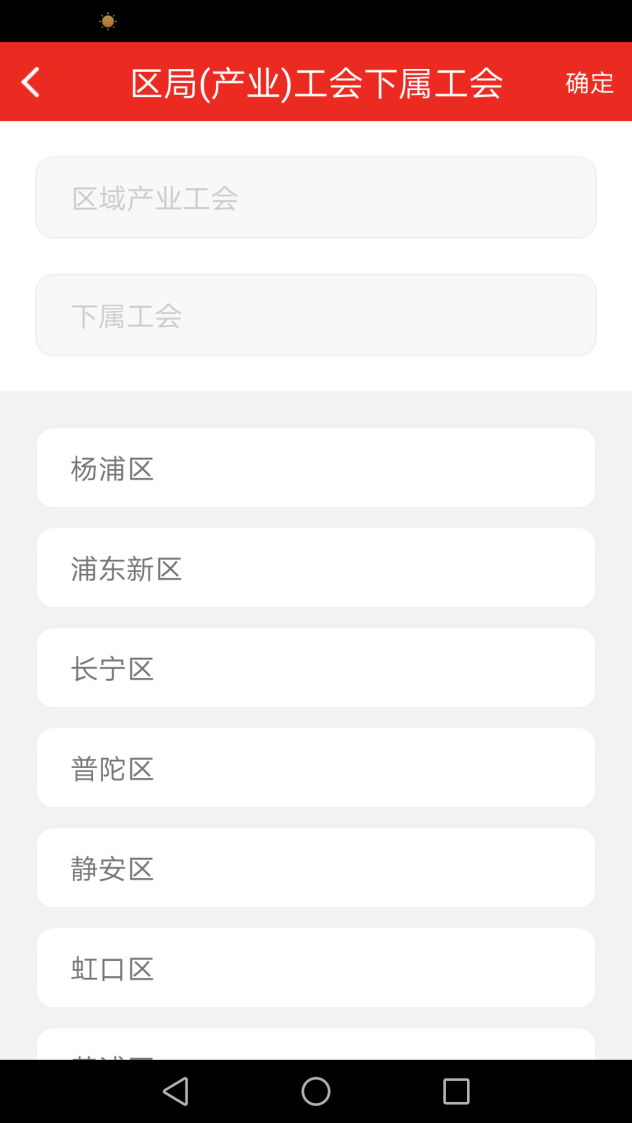 区局(产业)工会下属工会
确定
区域产业工会
下属工会
杨浦区
浦东新区
长宁区
普陀区
静安区
虹口区